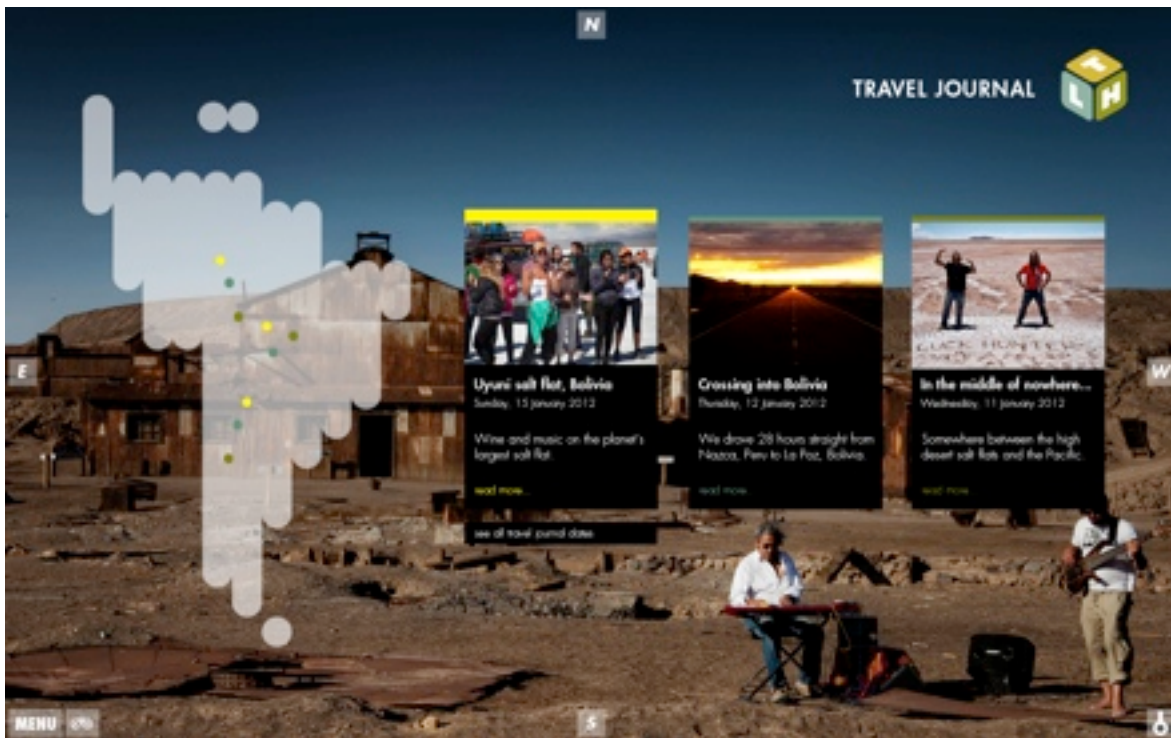 N
TRAVEL JOURNAL
T
L H
E
W
Uyuni salt flat, Bolivia
Sunday, 15 January 2012
Wine and music on the planet's
largest salt flat.
read more...
see all travel journal dates
Crossing into Bolivia
Thursday, 12 January 2012
We drove 28 hours straight from
Nazca, Peru to La Paz, Bolivia.
read more...
In the middle of nowhere...
Wednesday, 11 January 2012
Somewhere between the high
desert salt flats and the Pacific.
read more...
MENU
S